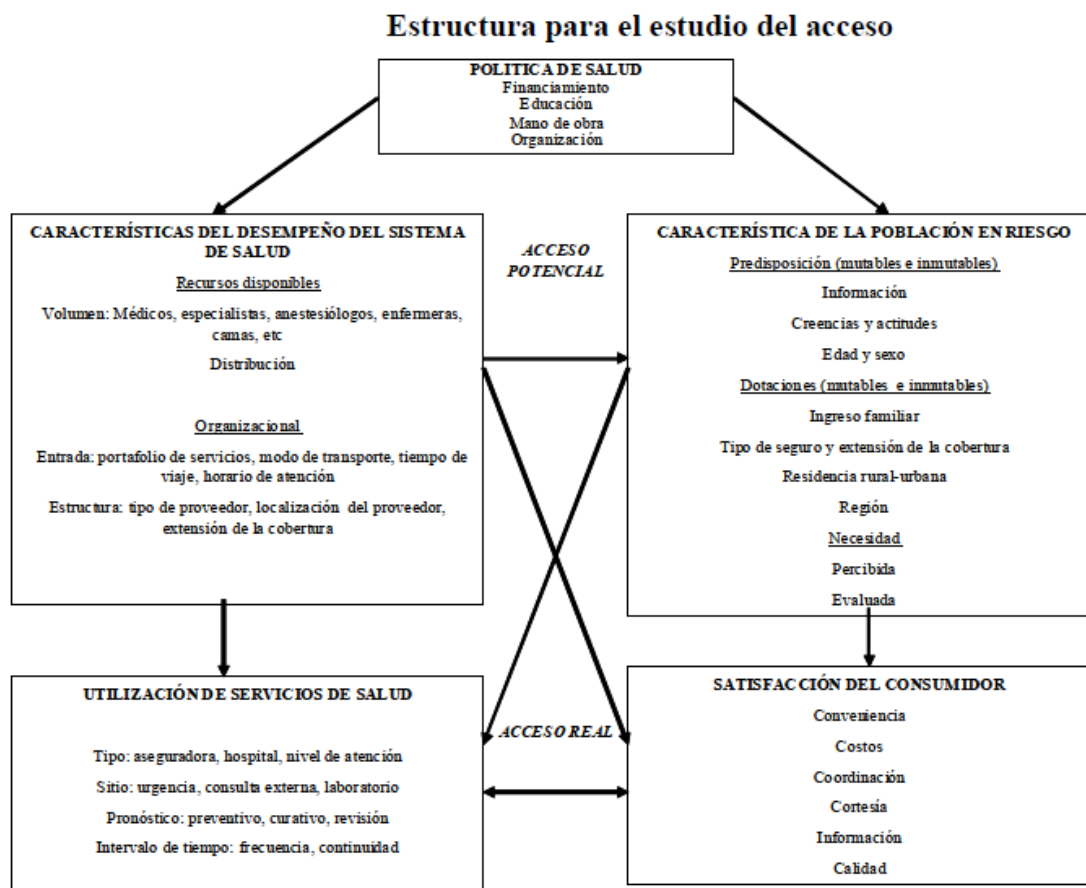 Estructura para el estudio del acceso
POLITICA DE SALUD
Financiamiento
Educación
Mano de obra
Organización
CARACTERÍSTICAS DEL DESEMPEÑO DEL SISTEMA
DE SALUD
Recursos disponibles
Volumen: Médicos, especialistas, anestesiólogos, enfermeras,
camas, etc
Distribución
Organizacional
Entrada: portafolio de servicios, modo de transporte, tiempo de
viaje, horario de atención
Estructura: tipo de proveedor, localización del proveedor,
extensión de la cobertura
ACCESO
POTENCIAL
CARACTERÍSTICA DE LA POBLACIÓN EN RIESGO
Predisposición (mutables e inmutables)
Información
Creencias y actitudes
Edad y sexo
Dotaciones (mutables e inmutables)
Ingreso familiar
Tipo de seguro y extensión de la cobertura
Residencia rural-urbana
Región
Necesidad
Percibida
Evaluada
UTILIZACIÓN DE SERVICIOS DE SALUD
Tipo: aseguradora, hospital, nivel de atención
Sitio: urgencia, consulta externa, laboratorio
Pronóstico: preventivo, curativo, revisión
Intervalo de tiempo: frecuencia, continuidad
ACCESO REAL
SATISFACCIÓN DEL CONSUMIDOR
Conveniencia
Costos
Coordinación
Cortesía
Información
Calidad